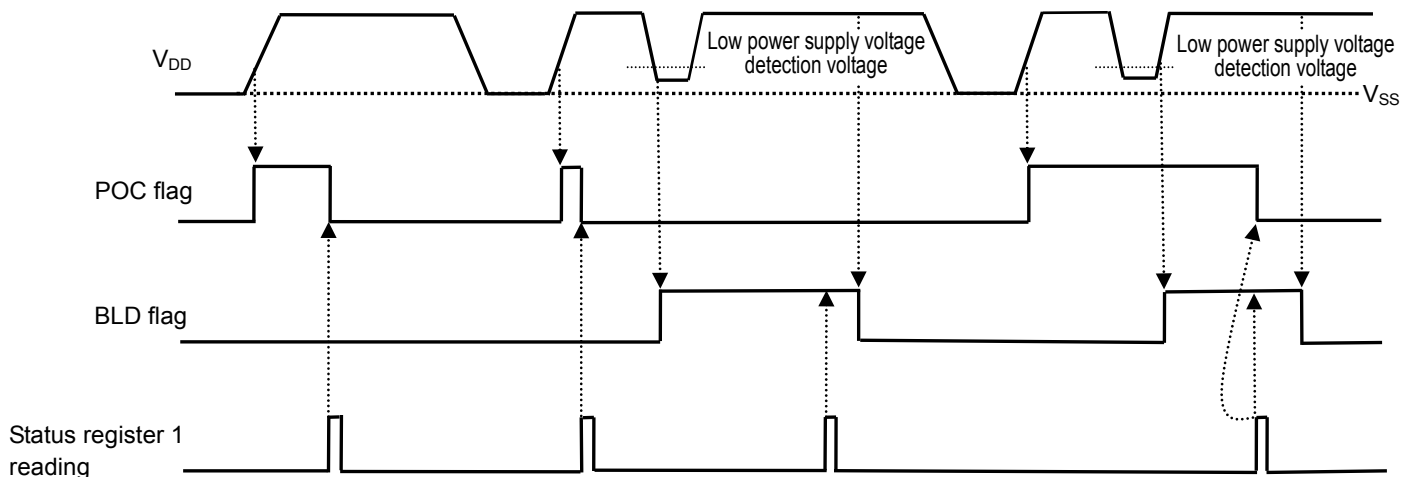 Low power supply voltage
detection voltage
Low power supply voltage
detection voltage
VDD
VSS
POC flag
BLD flag
Status register 1
reading